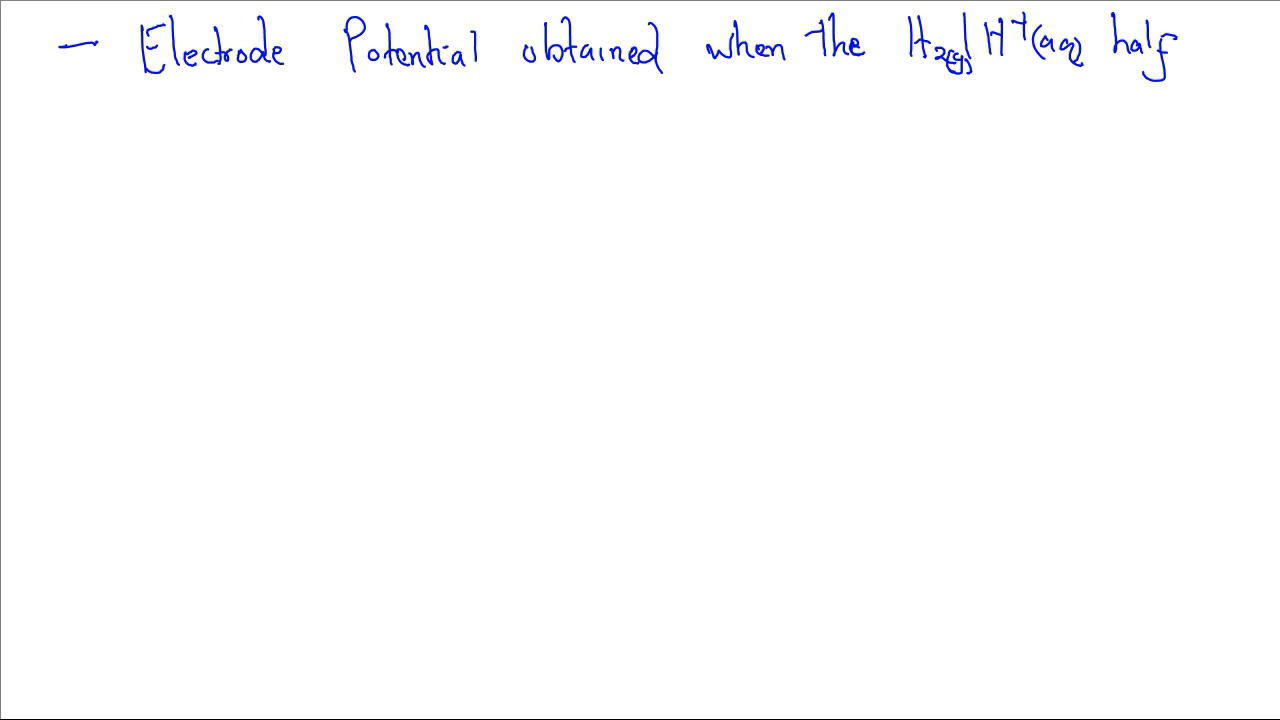 — Electrode Potential obtained when the H₂(g)|H⁺(aq) half